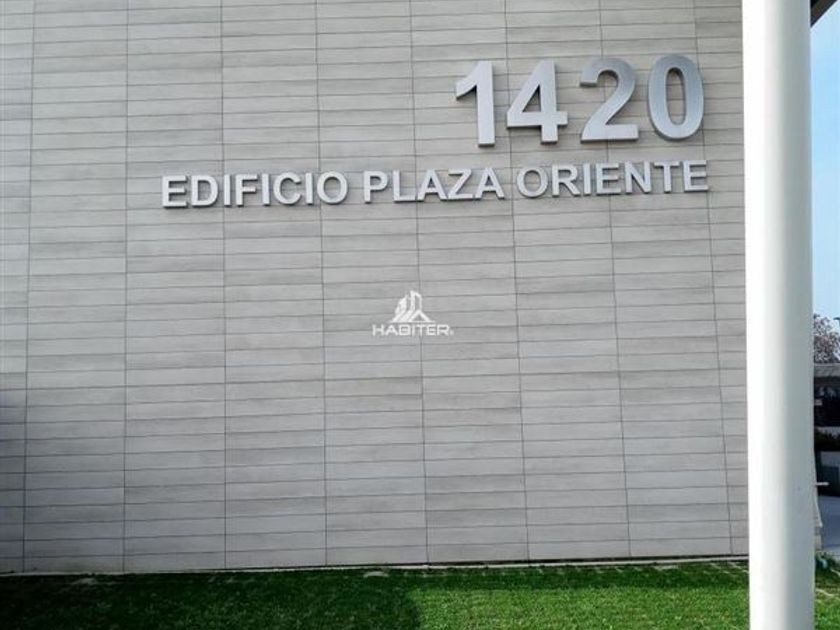 1420
EDIFICIO PLAZA ORIENTE
HABITER®